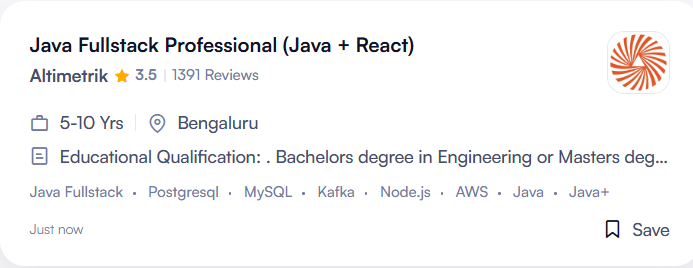 Java Fullstack Professional (Java + React)
Altimetrik 3.5 | 1391 Reviews
5-10 Yrs | Bengaluru
Educational Qualification: . Bachelors degree in Engineering or Masters deg...
Java Fullstack · Postgresql · MySQL · Kafka · Node.js · AWS · Java · Java+
Just now Save